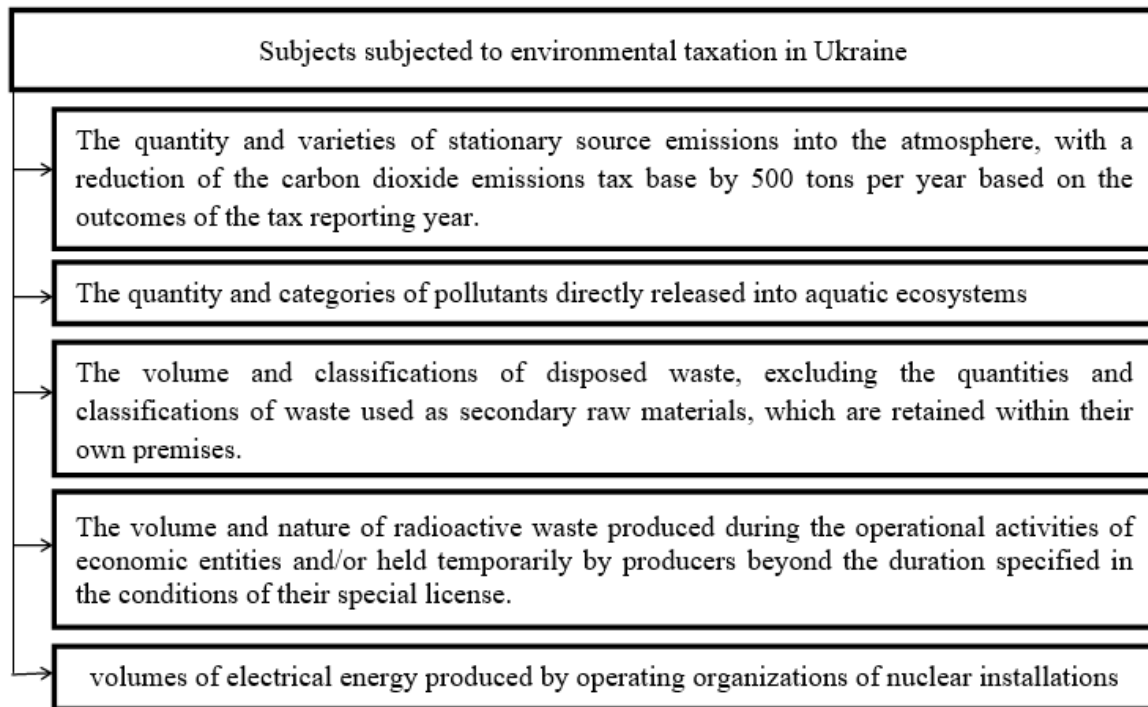 Subjects subjected to environmental taxation in Ukraine
The quantity and varieties of stationary source emissions into the atmosphere, with a
reduction of the carbon dioxide emissions tax base by 500 tons per year based on the
outcomes of the tax reporting year.
The quantity and categories of pollutants directly released into aquatic ecosystems
The volume and classifications of disposed waste, excluding the quantities and
classifications of waste used as secondary raw materials, which are retained within their
own premises.
The volume and nature of radioactive waste produced during the operational activities of
economic entities and/or held temporarily by producers beyond the duration specified in
the conditions of their special license.
volumes of electrical energy produced by operating organizations of nuclear installations